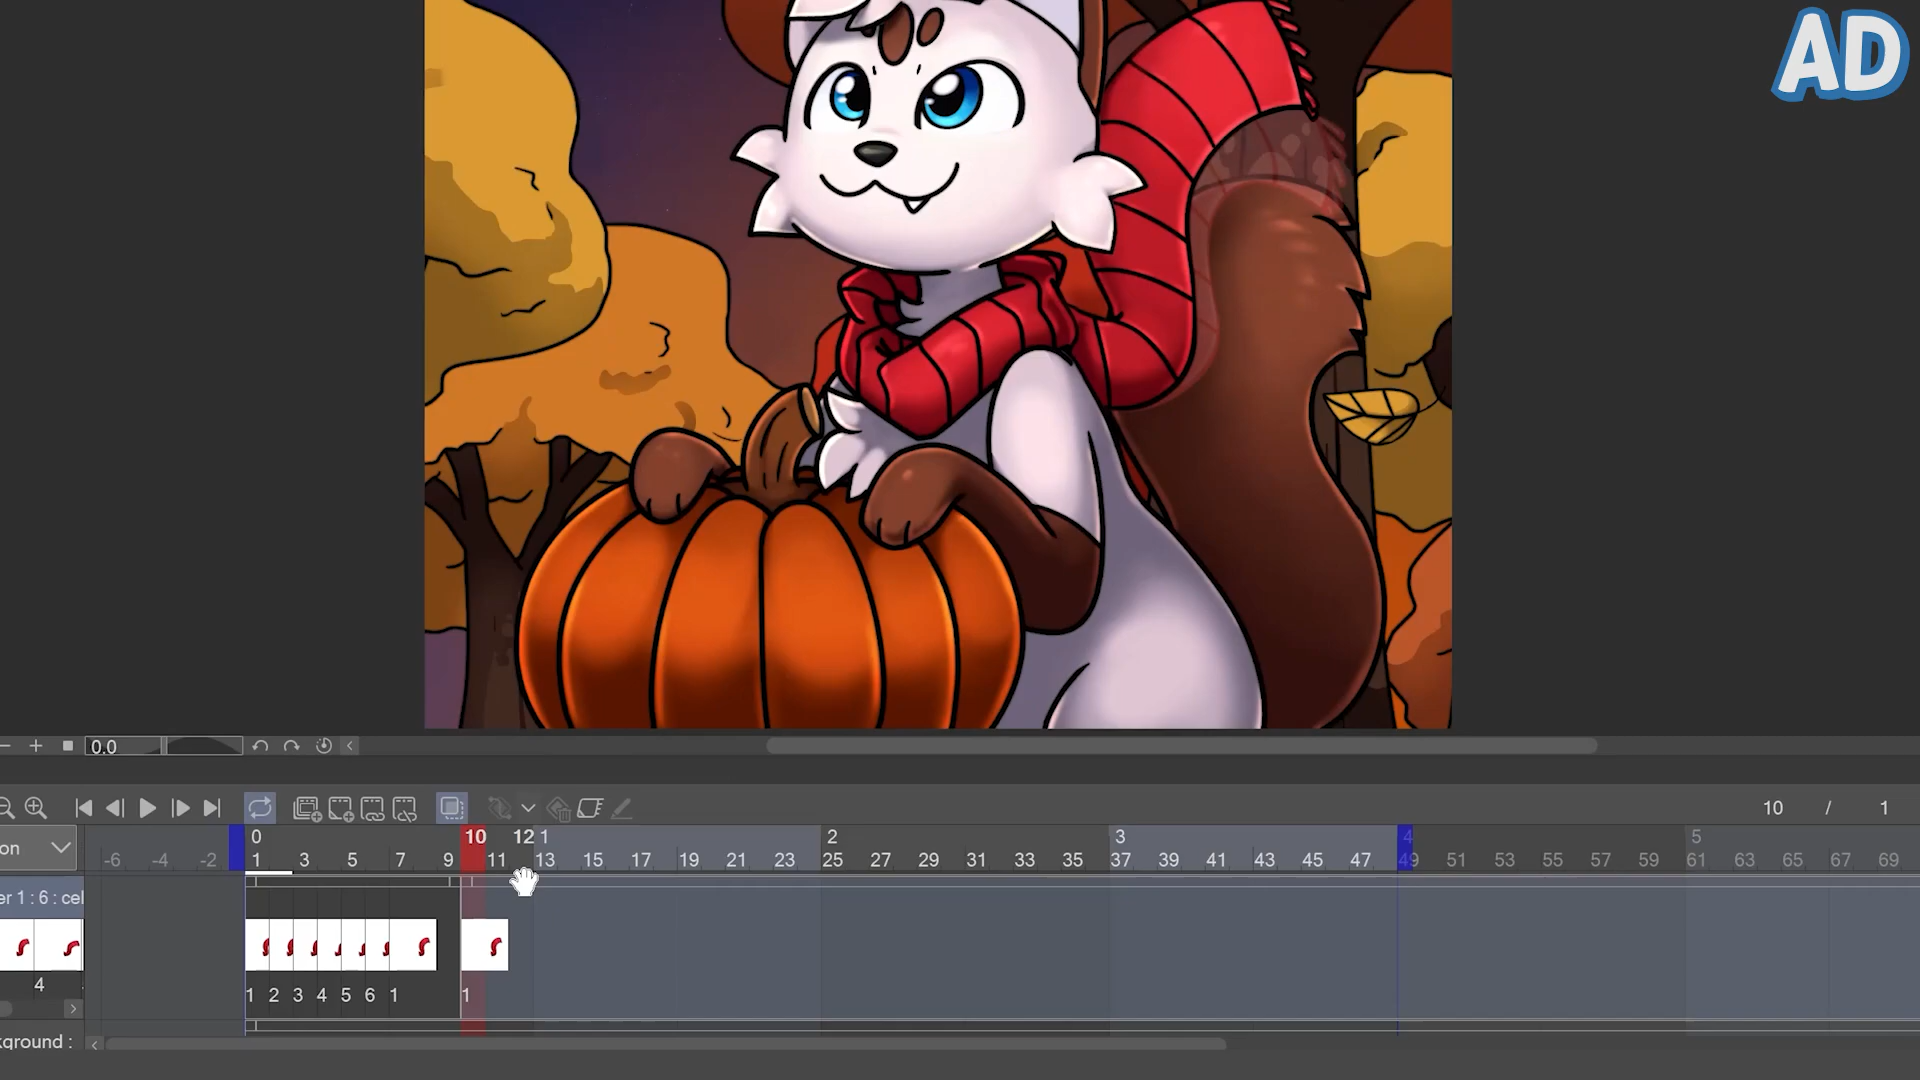 AD
0.0
10 / 1
on
0 10 12 1 2 3 4 5
-6 -4 -2 1 3 5 7 9 11 13 15 17 19 21 23 25 27 29 31 33 35 37 39 41 43 45 47 49 51 53 55 57 59 61 63 65 67 69
er 1 : 6 : cel
4
1 2 3 4 5 6 1 1
kground :